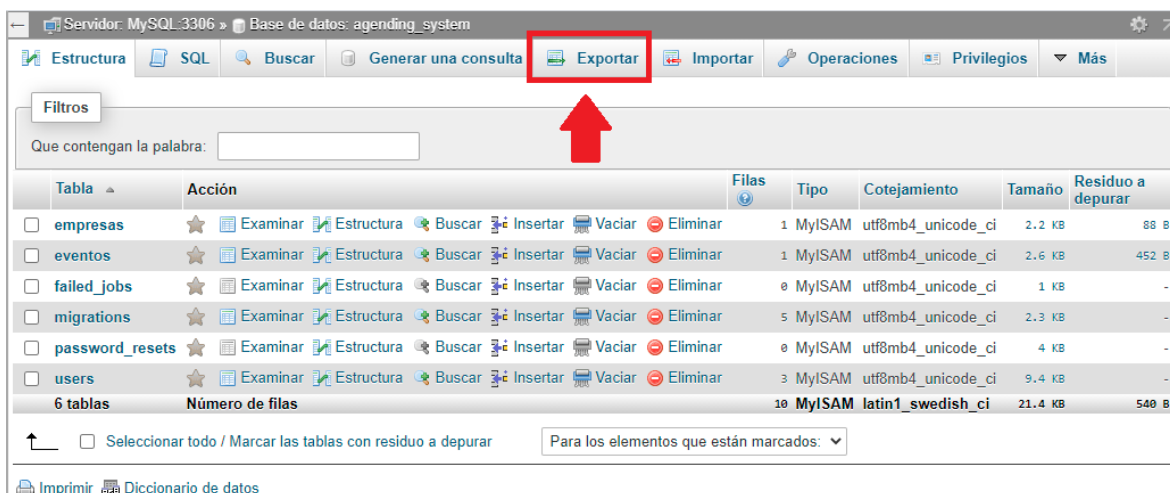 Servidor: MySQL:3306 » Base de datos: agending_system
Estructura SQL Buscar Generar una consulta Exportar Importar Operaciones Privilegios Más
Filtros
Que contengan la palabra:
Tabla Acción Filas Tipo Cotejamiento Tamaño Residuo a depurar
empresas Examinar Estructura Buscar Insertar Vaciar Eliminar 1 MyISAM utf8mb4_unicode_ci 2.2 KB 88 B
eventos Examinar Estructura Buscar Insertar Vaciar Eliminar 1 MyISAM utf8mb4_unicode_ci 2.6 KB 452 B
failed_jobs Examinar Estructura Buscar Insertar Vaciar Eliminar 0 MyISAM utf8mb4_unicode_ci 1 KB -
migrations Examinar Estructura Buscar Insertar Vaciar Eliminar 5 MyISAM utf8mb4_unicode_ci 2.3 KB -
password_resets Examinar Estructura Buscar Insertar Vaciar Eliminar 0 MyISAM utf8mb4_unicode_ci 4 KB -
users Examinar Estructura Buscar Insertar Vaciar Eliminar 3 MyISAM utf8mb4_unicode_ci 9.4 KB -
6 tablas Número de filas 10 MyISAM latin1_swedish_ci 21.4 KB 540 B
Seleccionar todo / Marcar las tablas con residuo a depurar Para los elementos que están marcados:
Imprimir Diccionario de datos